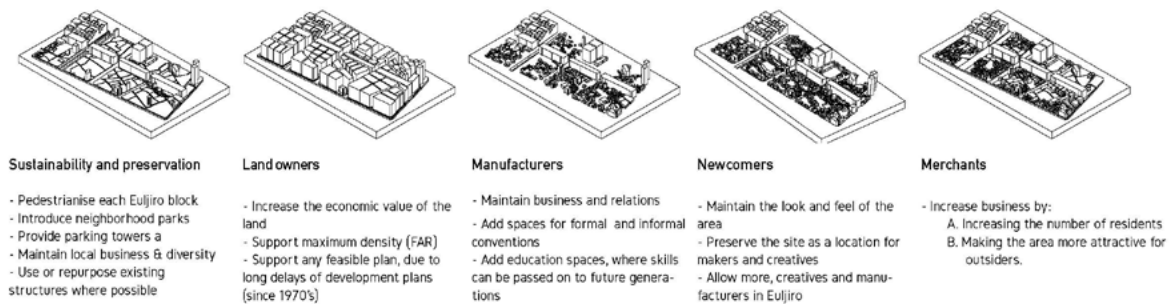 Sustainability and preservation
- Pedestrianise each Euljiro block
- Introduce neighborhood parks
- Provide parking towers a
- Maintain local business & diversity
- Use or repurpose existing
structures where possible
Land owners
- Increase the economic value of the
land
- Support maximum density (FAR)
- Support any feasible plan, due to
long delays of development plans
(since 1970's)
Manufacturers
- Maintain business and relations
- Add spaces for formal and informal
conventions
- Add education spaces, where skills
can be passed on to future genera-
tions
Newcomers
- Maintain the look and feel of the
area
- Preserve the site as a location for
makers and creatives
- Allow more, creatives and manu-
facturers in Euljiro
Merchants
- Increase business by:
A. Increasing the number of residents
B. Making the area more attractive for
outsiders.